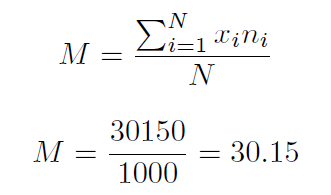 M = \frac{\sum_{i=1}^{N} x_i n_i}{N}
M = \frac{30150}{1000} = 30.15